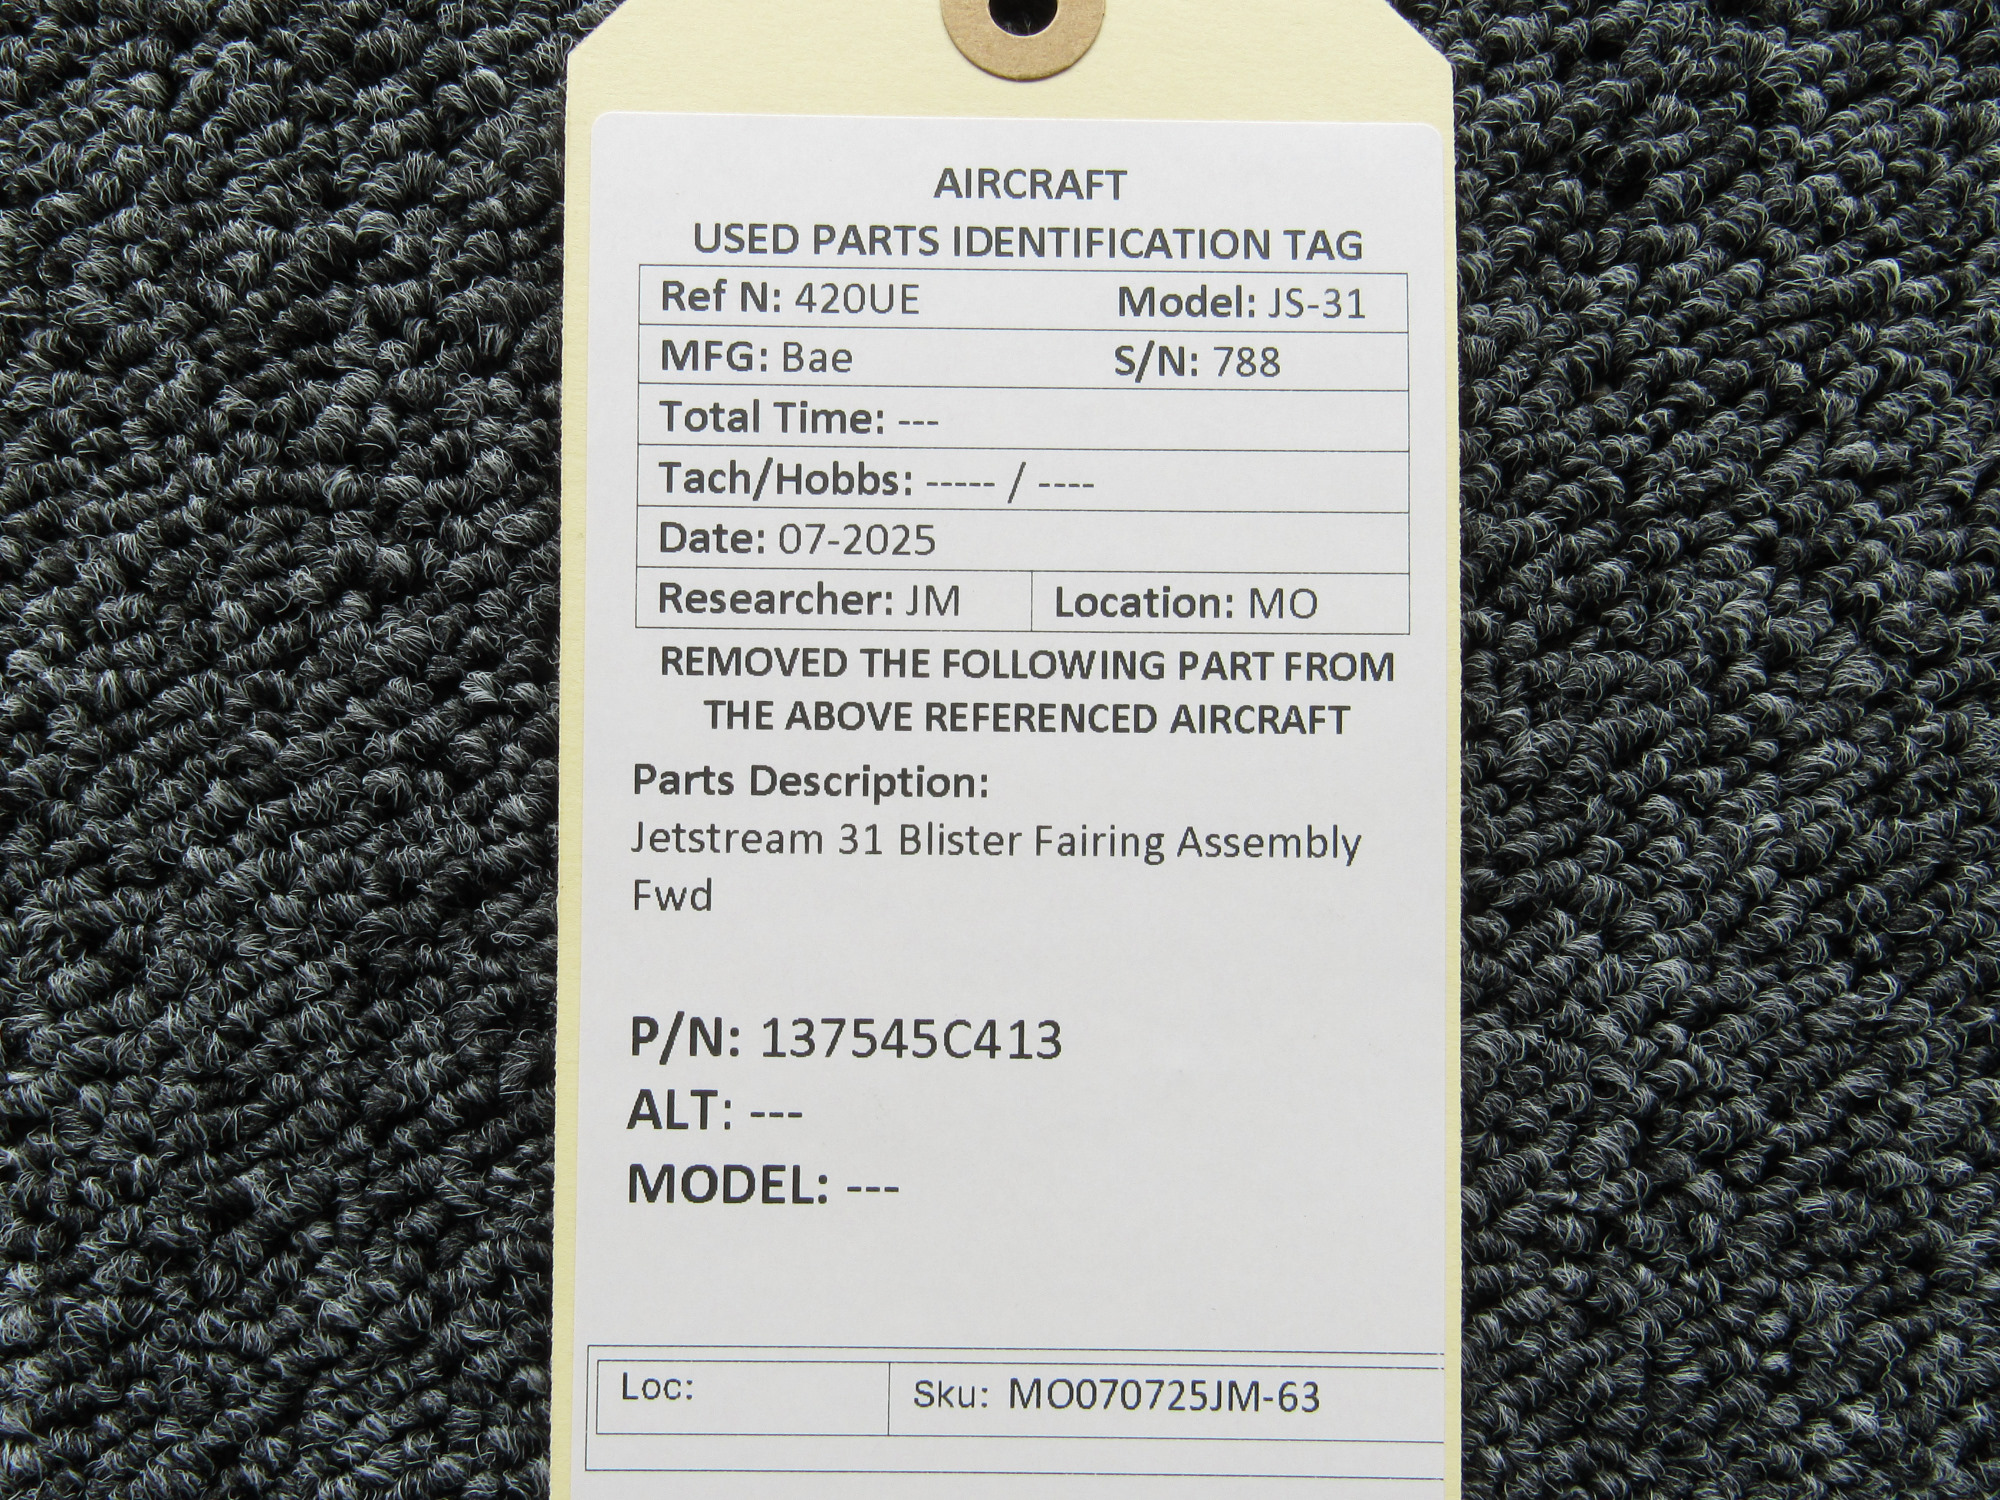 AIRCRAFT
USED PARTS IDENTIFICATION TAG
Ref N: 420UE Model: JS-31
MFG: Bae S/N: 788
Total Time: ---
Tach/Hobbs: ----- / ----
Date: 07-2025
Researcher: JM Location: MO
REMOVED THE FOLLOWING PART FROM
THE ABOVE REFERENCED AIRCRAFT
Parts Description:
Jetstream 31 Blister Fairing Assembly
Fwd
P/N: 137545C413
ALT: ---
MODEL: ---
Loc: Sku: MO070725JM-63